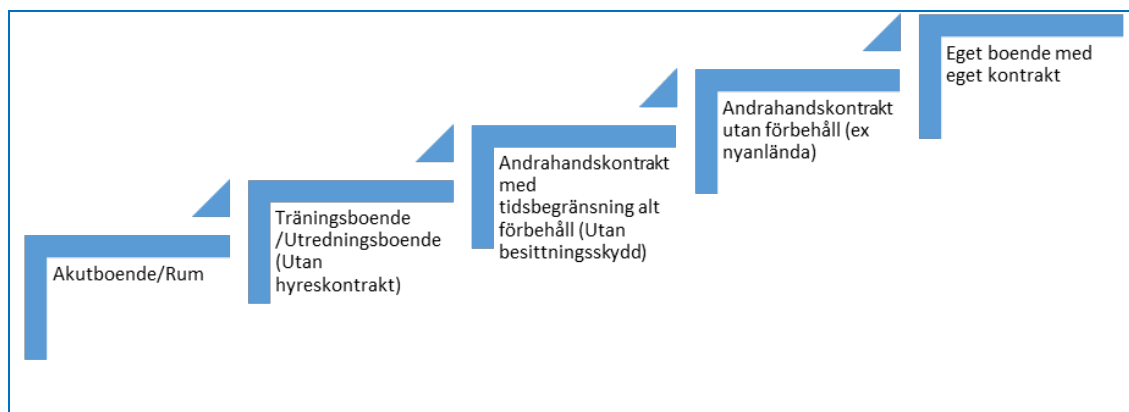 Akutboende/Rum
Träningsboende
/Utredningsboende
(Utan
hyreskontrakt)
Andrahandskontrakt
med
tidsbegränsning alt
förbehåll (Utan
besittningsskydd)
Andrahandskontrakt
utan förbehåll (ex
nyanlända)
Eget boende med
eget kontrakt